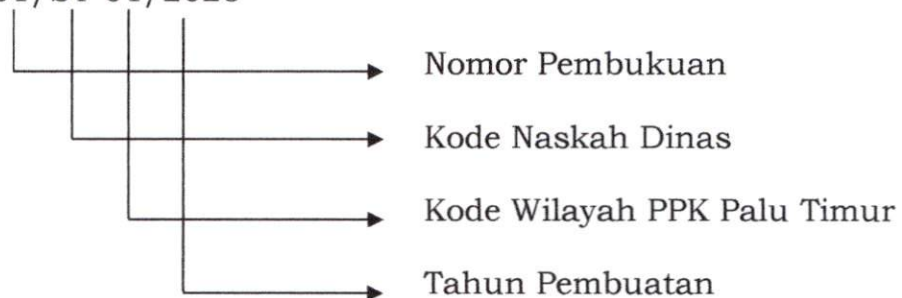 Nomor Pembukuan
Kode Naskah Dinas
Kode Wilayah PPK Palu Timur
Tahun Pembuatan